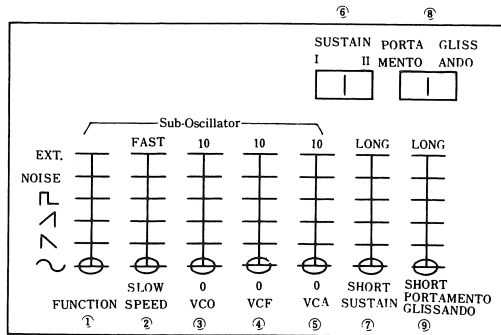 ⑥ ⑧
SUSTAIN PORTA GLISS
I II MENTO ANDO
Sub-Oscillator
FAST 10 10 10 LONG LONG
EXT.
NOISE
SLOW 0 0 0 SHORT SHORT
FUNCTION SPEED VCO VCF VCA SUSTAIN PORTAMENTO
GLISSANDO
① ② ③ ④ ⑤ ⑦ ⑨